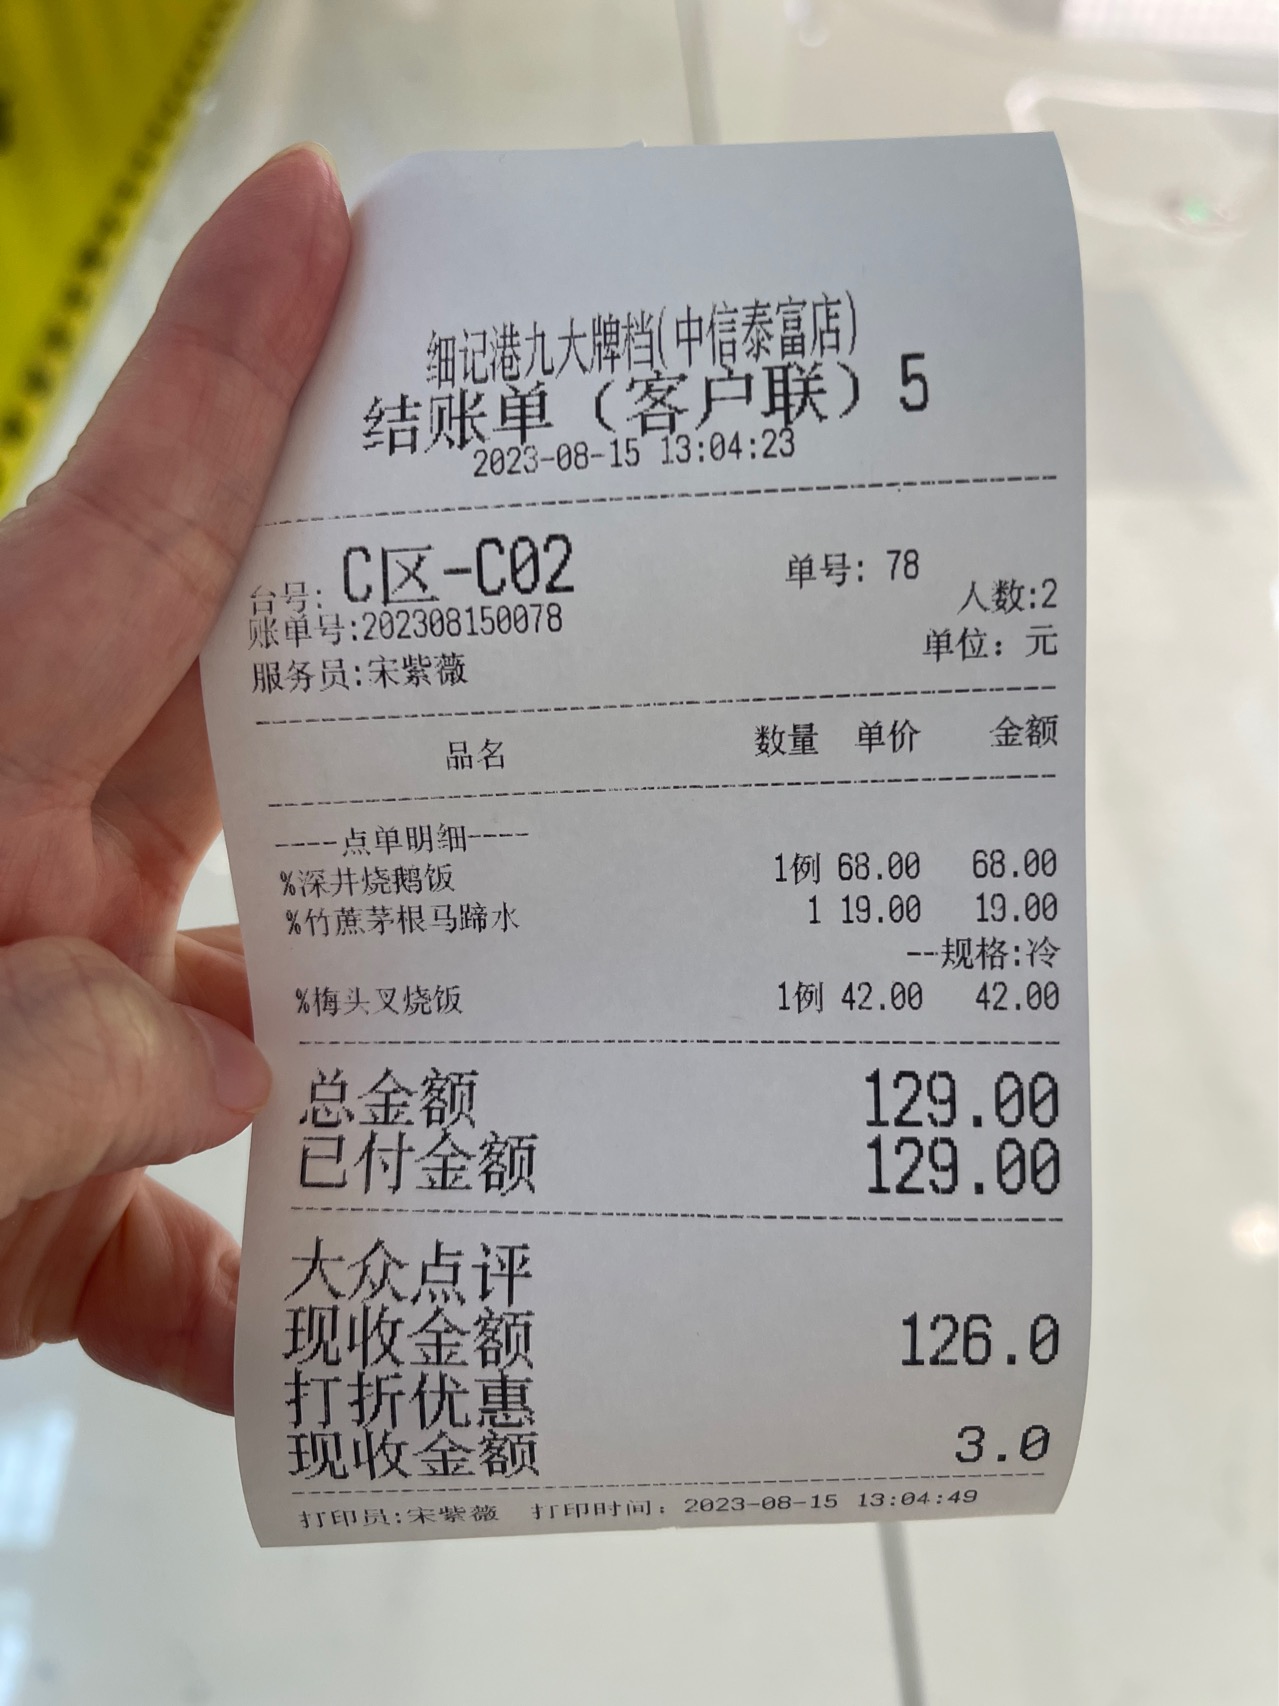 细记港九大牌档(中信泰富店)
结账单（客户联）5
2023-08-15 13:04:23
台号: C区-C02 单号: 78
人数:2
账单号:202308150078
单位: 元
服务员:宋紫薇
品名 数量 单价 金额
----点单明细----
%深井烧鹅饭 1例 68.00 68.00
%竹蔗茅根马蹄水 1 19.00 19.00
--规格:冷
%梅头叉烧饭 1例 42.00 42.00
总金额 129.00
已付金额 129.00
大众点评
现收金额 126.0
打折优惠
现收金额 3.0
打印员:宋紫薇 打印时间: 2023-08-15 13:04:49